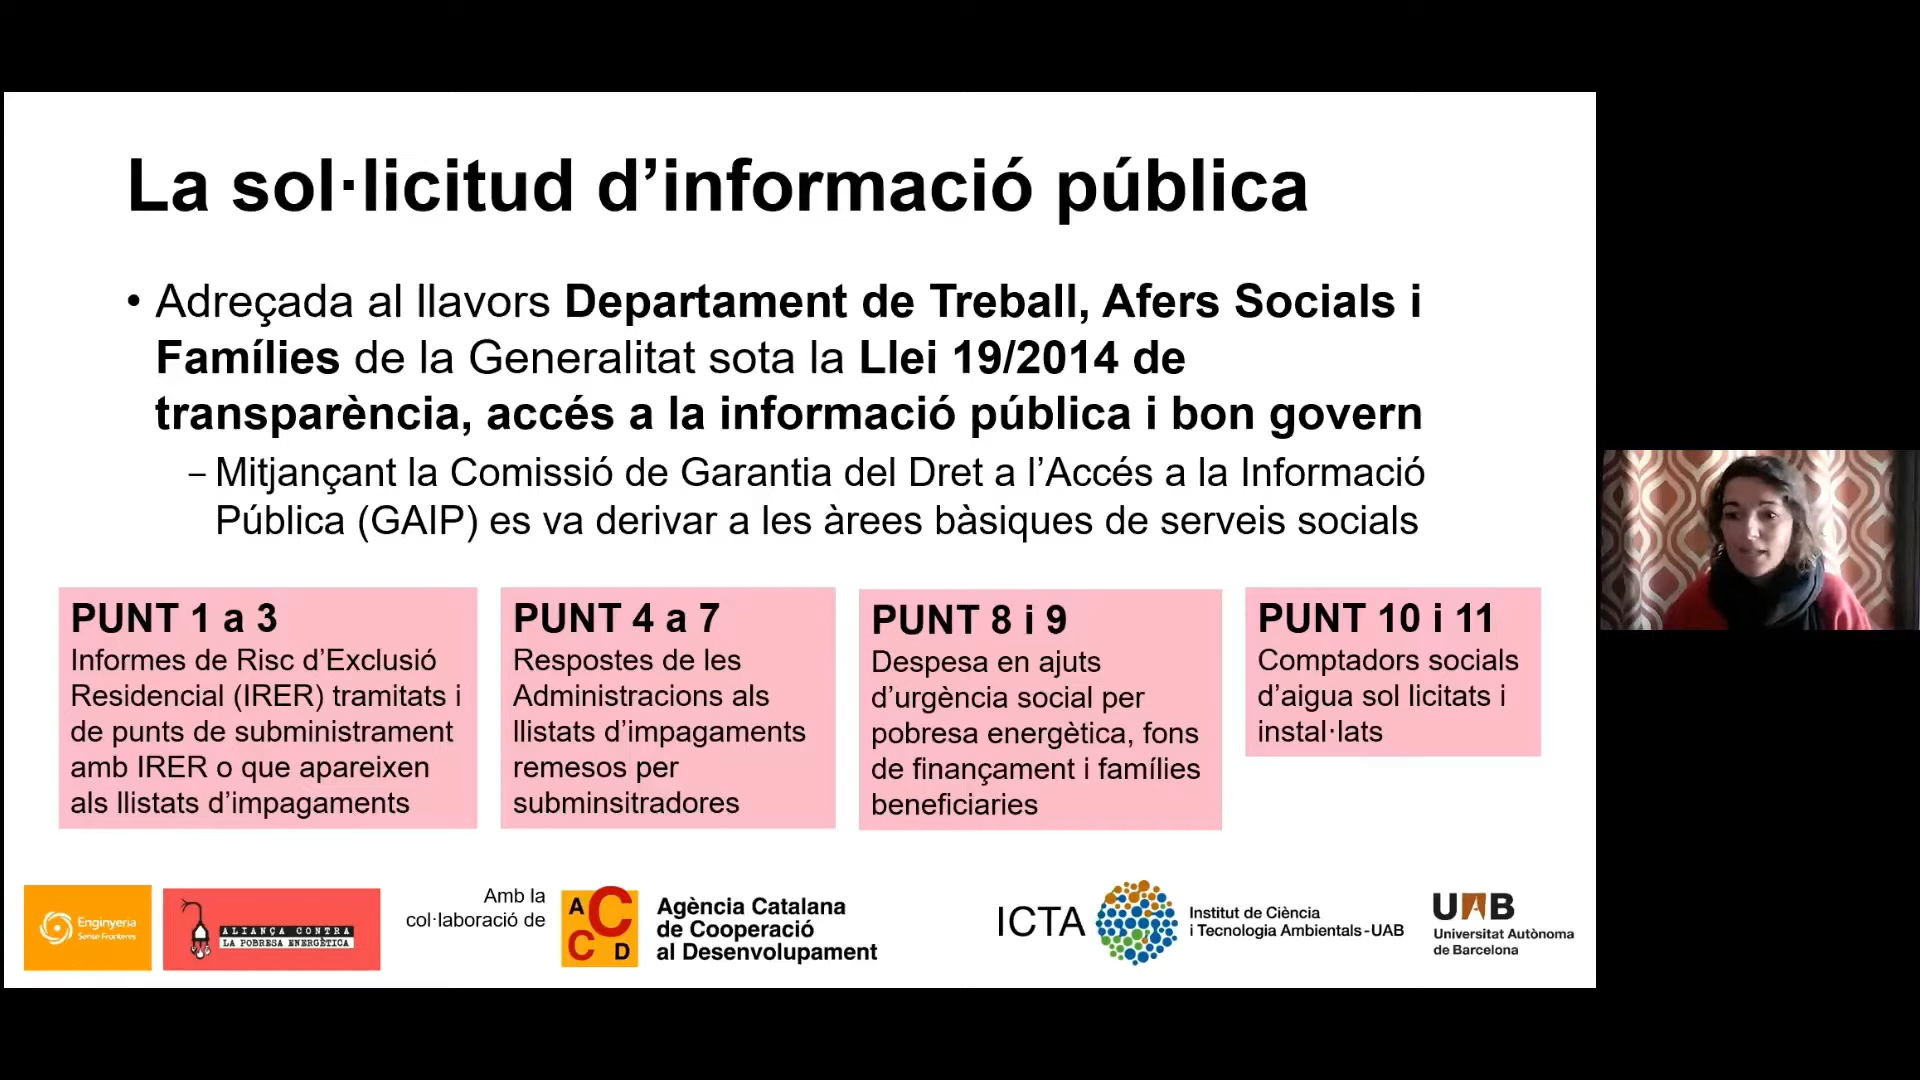 La sol·licitud d’informació pública
• Adreçada al llavors Departament de Treball, Afers Socials i
Famílies de la Generalitat sota la Llei 19/2014 de
transparència, accés a la informació pública i bon govern
– Mitjançant la Comissió de Garantia del Dret a l’Accés a la Informació
Pública (GAIP) es va derivar a les àrees bàsiques de serveis socials
PUNT 1 a 3
Informes de Risc d’Exclusió
Residencial (IRER) tramitats i
de punts de subministrament
amb IRER o que apareixen
als llistats d’impagaments
PUNT 4 a 7
Respostes de les
Administracions als
llistats d’impagaments
remesos per
subminsitradores
PUNT 8 i 9
Despesa en ajuts
d’urgència social per
pobresa energètica, fons
de finançament i famílies
beneficiaries
PUNT 10 i 11
Comptadors socials
d’aigua sol licitats i
instal·lats
Enginyeria
Sense Fronteres
ALIANÇA CONTRA
LA POBRESA ENERGÈTICA
Amb la
col·laboració de
ACCD
Agència Catalana
de Cooperació
al Desenvolupament
ICTA
Institut de Ciència
i Tecnologia Ambientals-UAB
UAB
Universitat Autònoma
de Barcelona